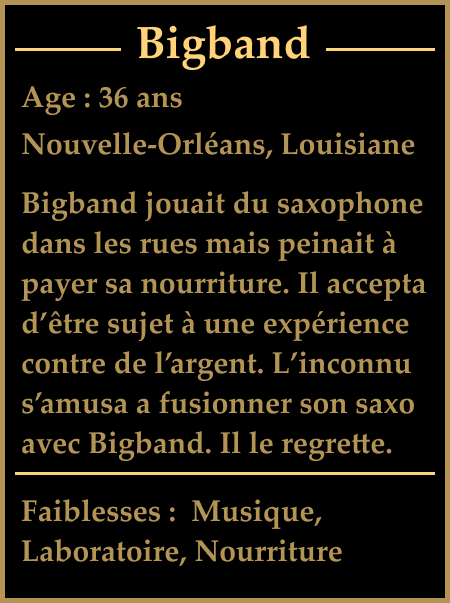 Bigband
Age : 36 ans
Nouvelle-Orléans, Louisiane
Bigband jouait du saxophone
dans les rues mais peinait à
payer sa nourriture. Il accepta
d’être sujet à une expérience
contre de l’argent. L’inconnu
s’amusa a fusionner son saxo
avec Bigband. Il le regrette.
Faiblesses :  Musique,
Laboratoire, Nourriture